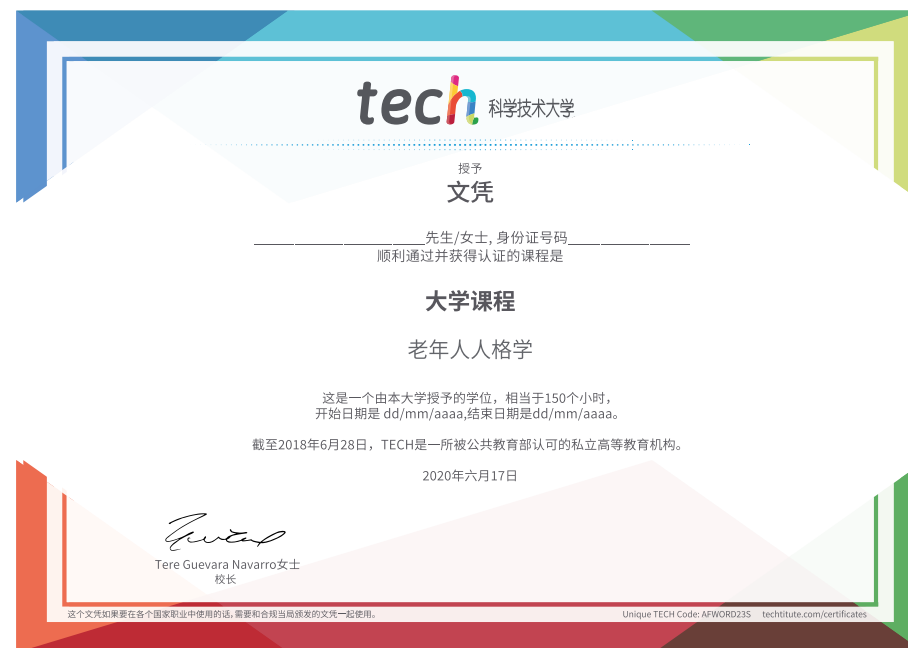 tech 科学技术大学
授予
文凭
____________________先生/女士, 身份证号码______________
顺利通过并获得认证的课程是
大学课程
老年人人格学
这是一个由本大学授予的学位，相当于150个小时，
开始日期是 dd/mm/aaaa,结束日期是dd/mm/aaaa。
截至2018年6月28日，TECH是一所被公共教育部认可的私立高等教育机构。
2020年六月17日
Tere Guevara Navarro女士
校长
这个文凭如果要在各个国家职业中使用的话,需要和合规当局颁发的文凭一起使用。
Unique TECH Code: AFWORD23S techtitute.com/certificates